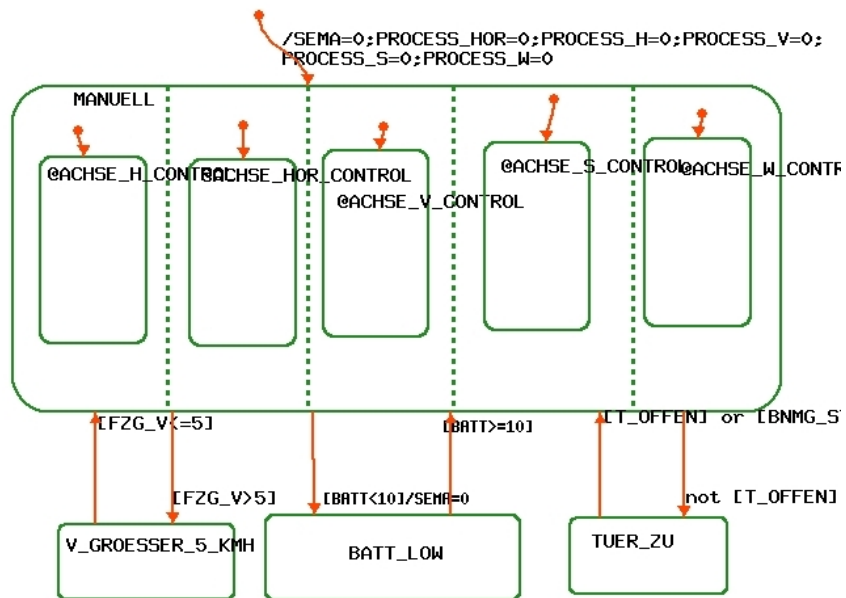 /SEMA=0;PROCESS_HOR=0;PROCESS_H=0;PROCESS_V=0;
PROCESS_S=0;PROCESS_W=0
MANUELL
@ACHSE_H_CONTROL
@ACHSE_HOR_CONTROL
@ACHSE_V_CONTROL
@ACHSE_S_CONTROL
@ACHSE_W_CONTR
[FZG_V<=5]
[BATT>=10]
[T_OFFEN] or [BNMG_S
[FZG_V>5]
[BATT<10]/SEMA=0
not [T_OFFEN]
V_GROESSER_5_KMH
BATT_LOW
TUER_ZU